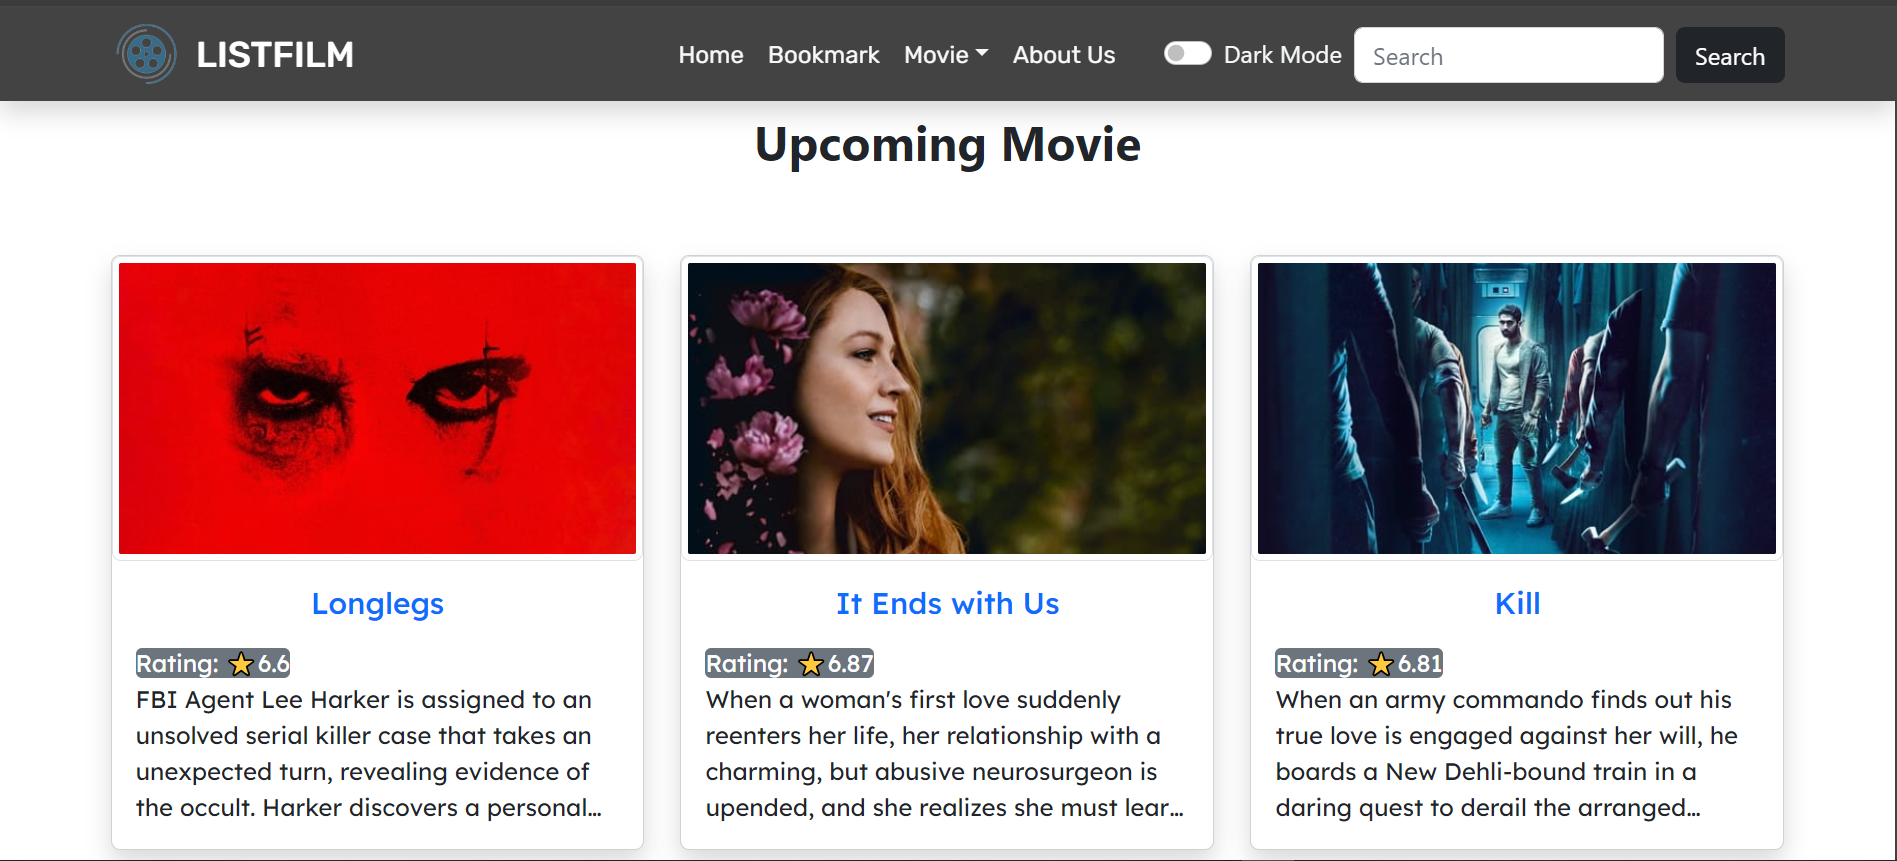 LISTFILM
Home Bookmark Movie About Us Dark Mode Search Search
Upcoming Movie
Longlegs
Rating: ⭐6.6
FBI Agent Lee Harker is assigned to an
unsolved serial killer case that takes an
unexpected turn, revealing evidence of
the occult. Harker discovers a personal…
It Ends with Us
Rating: ⭐6.87
When a woman's first love suddenly
reenters her life, her relationship with a
charming, but abusive neurosurgeon is
upended, and she realizes she must lear…
Kill
Rating: ⭐6.81
When an army commando finds out his
true love is engaged against her will, he
boards a New Dehli-bound train in a
daring quest to derail the arranged…